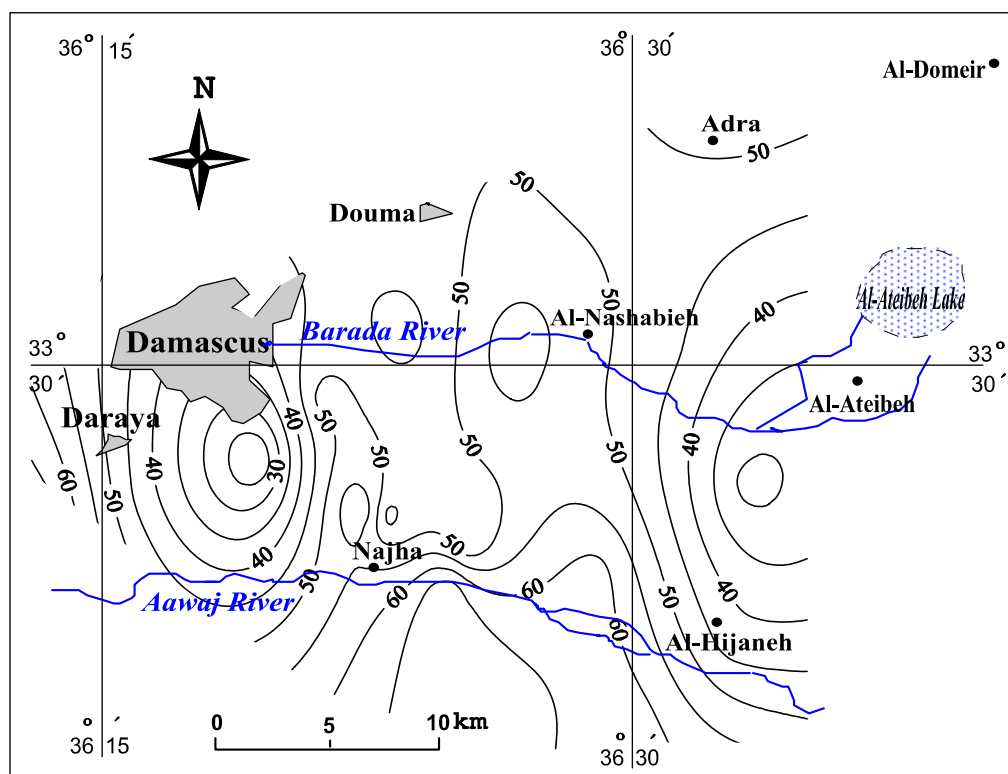 36° 15´
36° 30´
Al-Domeir
N
Adra
50
50
Douma
Al-Ateibeh Lake
40
50
50
Al-Nashabieh
Barada River
Damascus
33°
30´
33°
30´
Al-Ateibeh
Daraya
40
50
40
50
30
60
50
40
50
50
40
Najha
50
60
40
Aawaj River
60
Al-Hijaneh
0 5 10 km
36° 15´
36° 30´